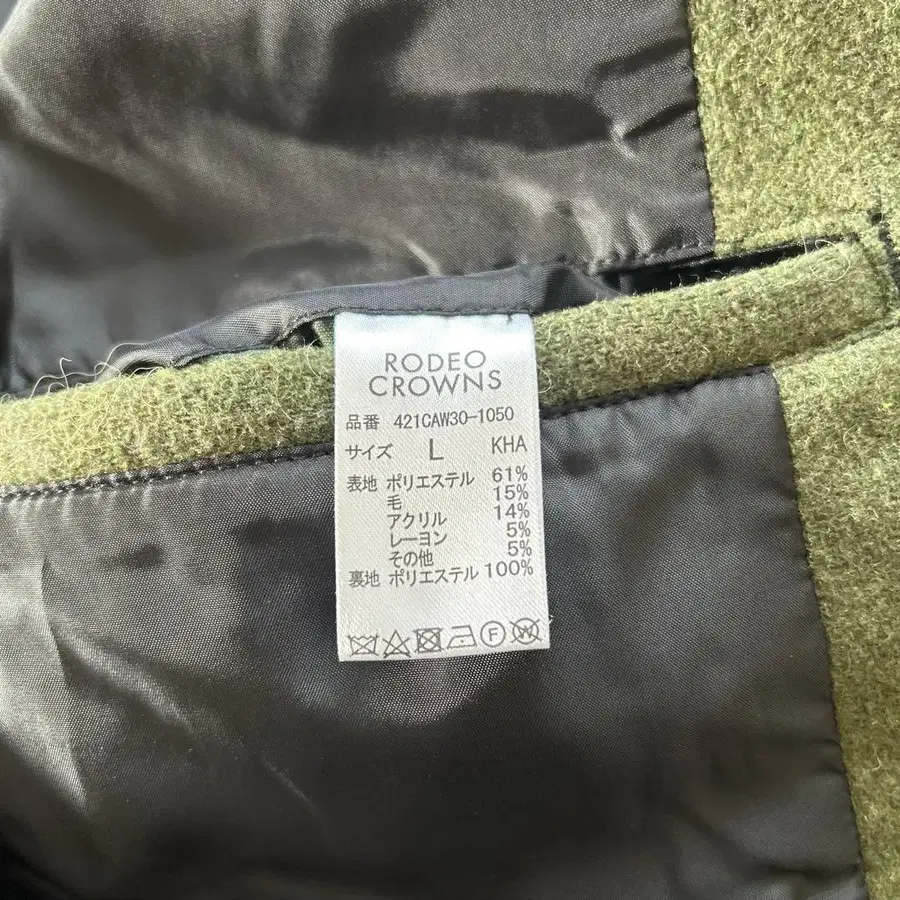 RODEO
CROWNS
品番 421CAW30-1050
サイズ L KHA
表地 ポリエステル 61%
毛 15%
アクリル 14%
レーヨン 5%
その他 5%
裏地 ポリエステル 100%
F W